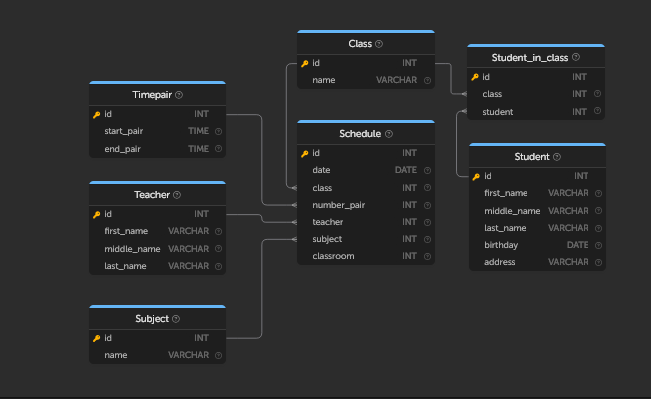 Class
id INT
name VARCHAR
Student_in_class
id INT
class INT
student INT
Timepair
id INT
start_pair TIME
end_pair TIME
Schedule
id INT
date DATE
class INT
number_pair INT
teacher INT
subject INT
classroom INT
Student
id INT
first_name VARCHAR
middle_name VARCHAR
last_name VARCHAR
birthday DATE
address VARCHAR
Teacher
id INT
first_name VARCHAR
middle_name VARCHAR
last_name VARCHAR
Subject
id INT
name VARCHAR